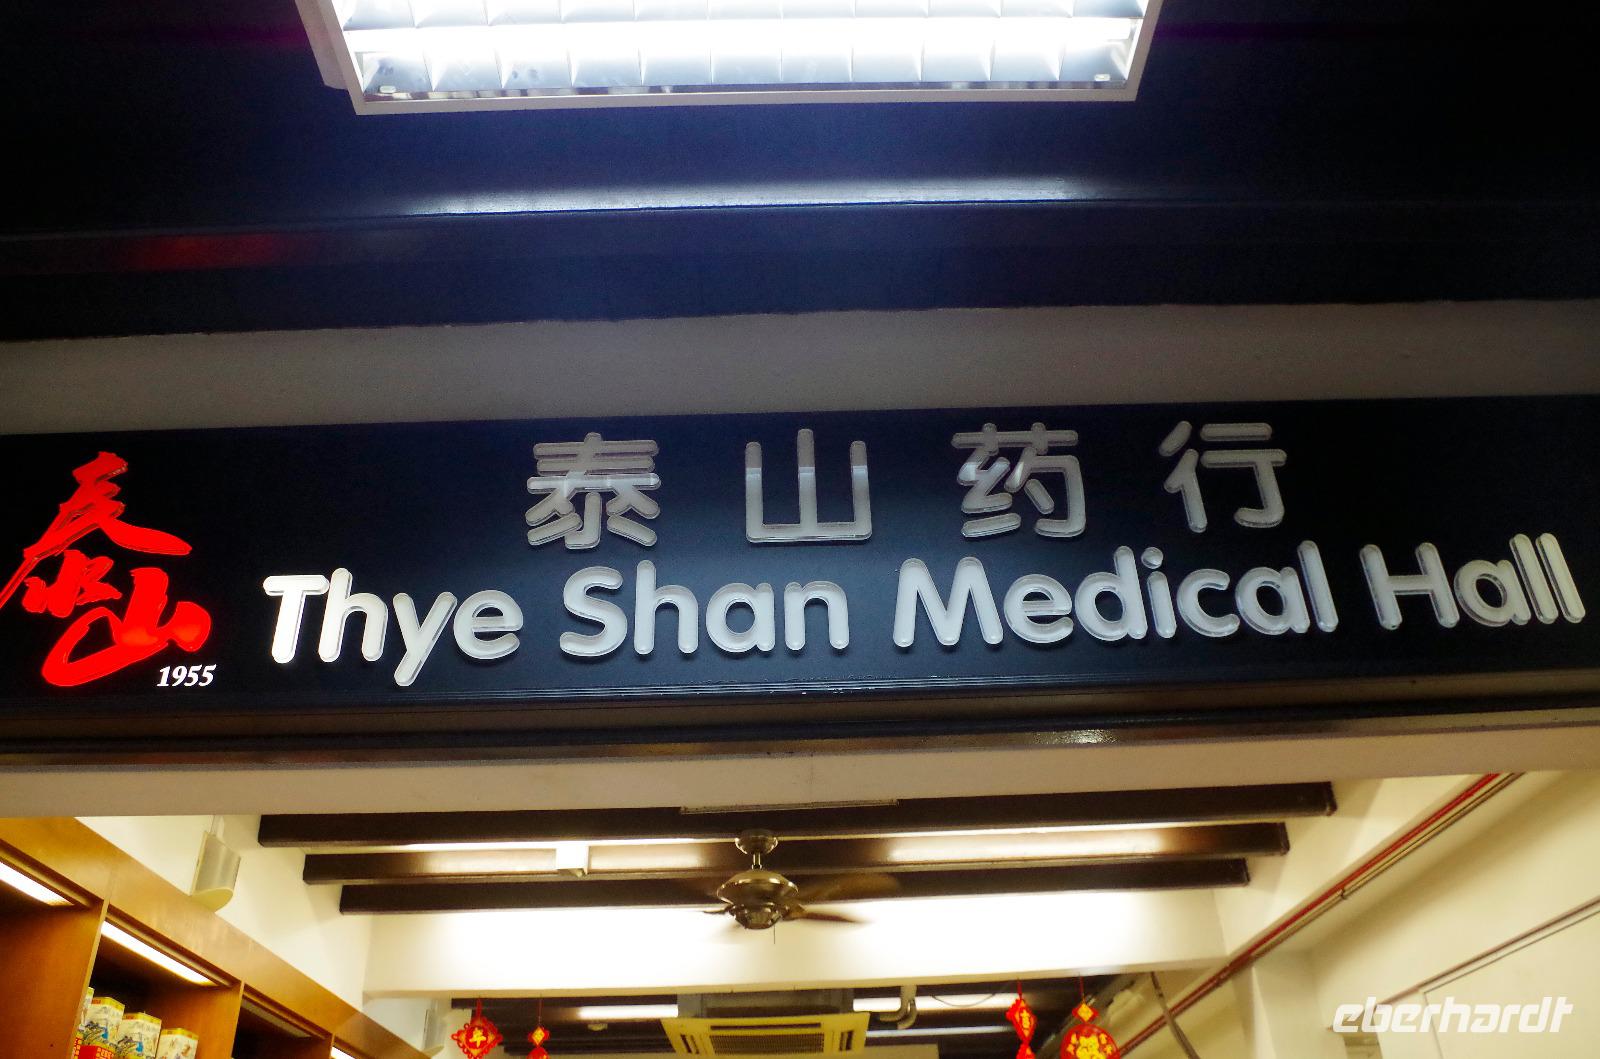 泰山
1955
泰山药行
Thye Shan Medical Hall
eberhardt